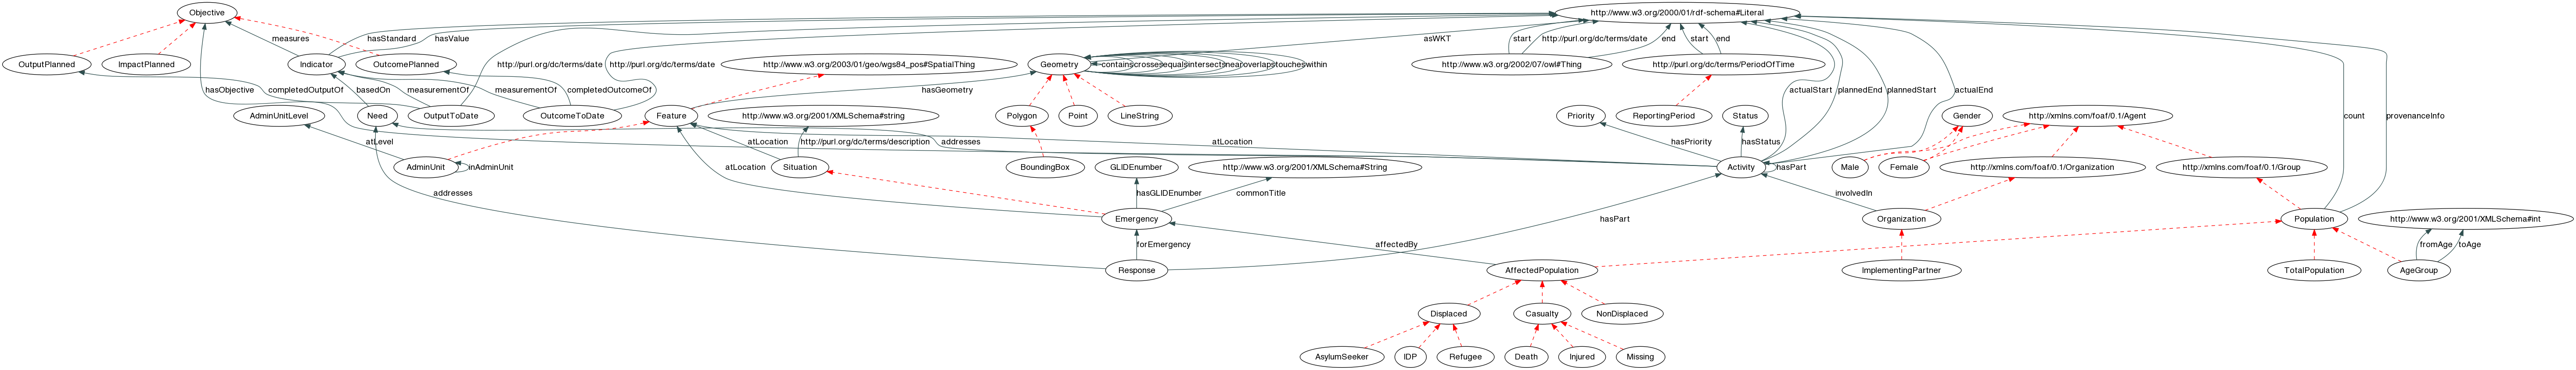 Objective
http://www.w3.org/2000/01/rdf-schema#Literal
measures
hasStandard
hasValue
asWKT
start
http://purl.org/dc/terms/date
end
start
end
OutputPlanned
ImpactPlanned
Indicator
OutcomePlanned
http://purl.org/dc/terms/date
http://purl.org/dc/terms/date
http://www.w3.org/2003/01/geo/wgs84_pos#SpatialThing
Geometry
contains
crosses
equals
intersects
near
overlaps
touches
within
http://www.w3.org/2002/07/owl#Thing
http://purl.org/dc/terms/PeriodOfTime
hasObjective
completedOutputOf
basedOn
measurementOf
measurementOf
completedOutcomeOf
hasGeometry
actualStart
plannedEnd
plannedStart
actualEnd
AdminUnitLevel
Need
OutputToDate
OutcomeToDate
Feature
http://www.w3.org/2001/XMLSchema#string
Polygon
Point
LineString
Priority
ReportingPeriod
Status
Gender
http://xmlns.com/foaf/0.1/Agent
count
provenanceInfo
atLevel
atLocation
http://purl.org/dc/terms/description
addresses
atLocation
hasPriority
hasStatus
AdminUnit
inAdminUnit
atLocation
Situation
BoundingBox
GLIDEnumber
http://www.w3.org/2001/XMLSchema#String
Activity
hasPart
Male
Female
http://xmlns.com/foaf/0.1/Organization
http://xmlns.com/foaf/0.1/Group
addresses
hasGLIDEnumber
commonTitle
involvedIn
Emergency
hasPart
Organization
Population
http://www.w3.org/2001/XMLSchema#int
forEmergency
affectedBy
fromAge
toAge
Response
AffectedPopulation
ImplementingPartner
TotalPopulation
AgeGroup
Displaced
Casualty
NonDisplaced
AsylumSeeker
IDP
Refugee
Death
Injured
Missing